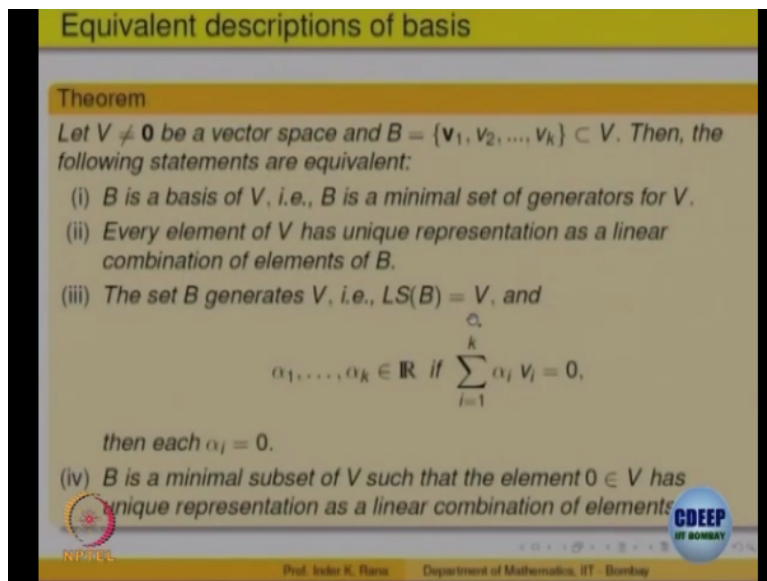 Equivalent descriptions of basis
Theorem
Let V ≠ 0 be a vector space and B = {v₁, v₂, ..., vₖ} ⊂ V. Then, the
following statements are equivalent:
(i) B is a basis of V, i.e., B is a minimal set of generators for V.
(ii) Every element of V has unique representation as a linear
combination of elements of B.
(iii) The set B generates V, i.e., LS(B) = V, and
α₁, ..., αₖ ∈ ℝ if ∑ᵢ₌₁ᵏ αᵢ vᵢ = 0,
then each αᵢ = 0.
(iv) B is a minimal subset of V such that the element 0 ∈ V has
unique representation as a linear combination of elements
CDEEP
IIT BOMBAY
NPTEL
Prof. Inder K. Rana Department of Mathematics, IIT - Bombay